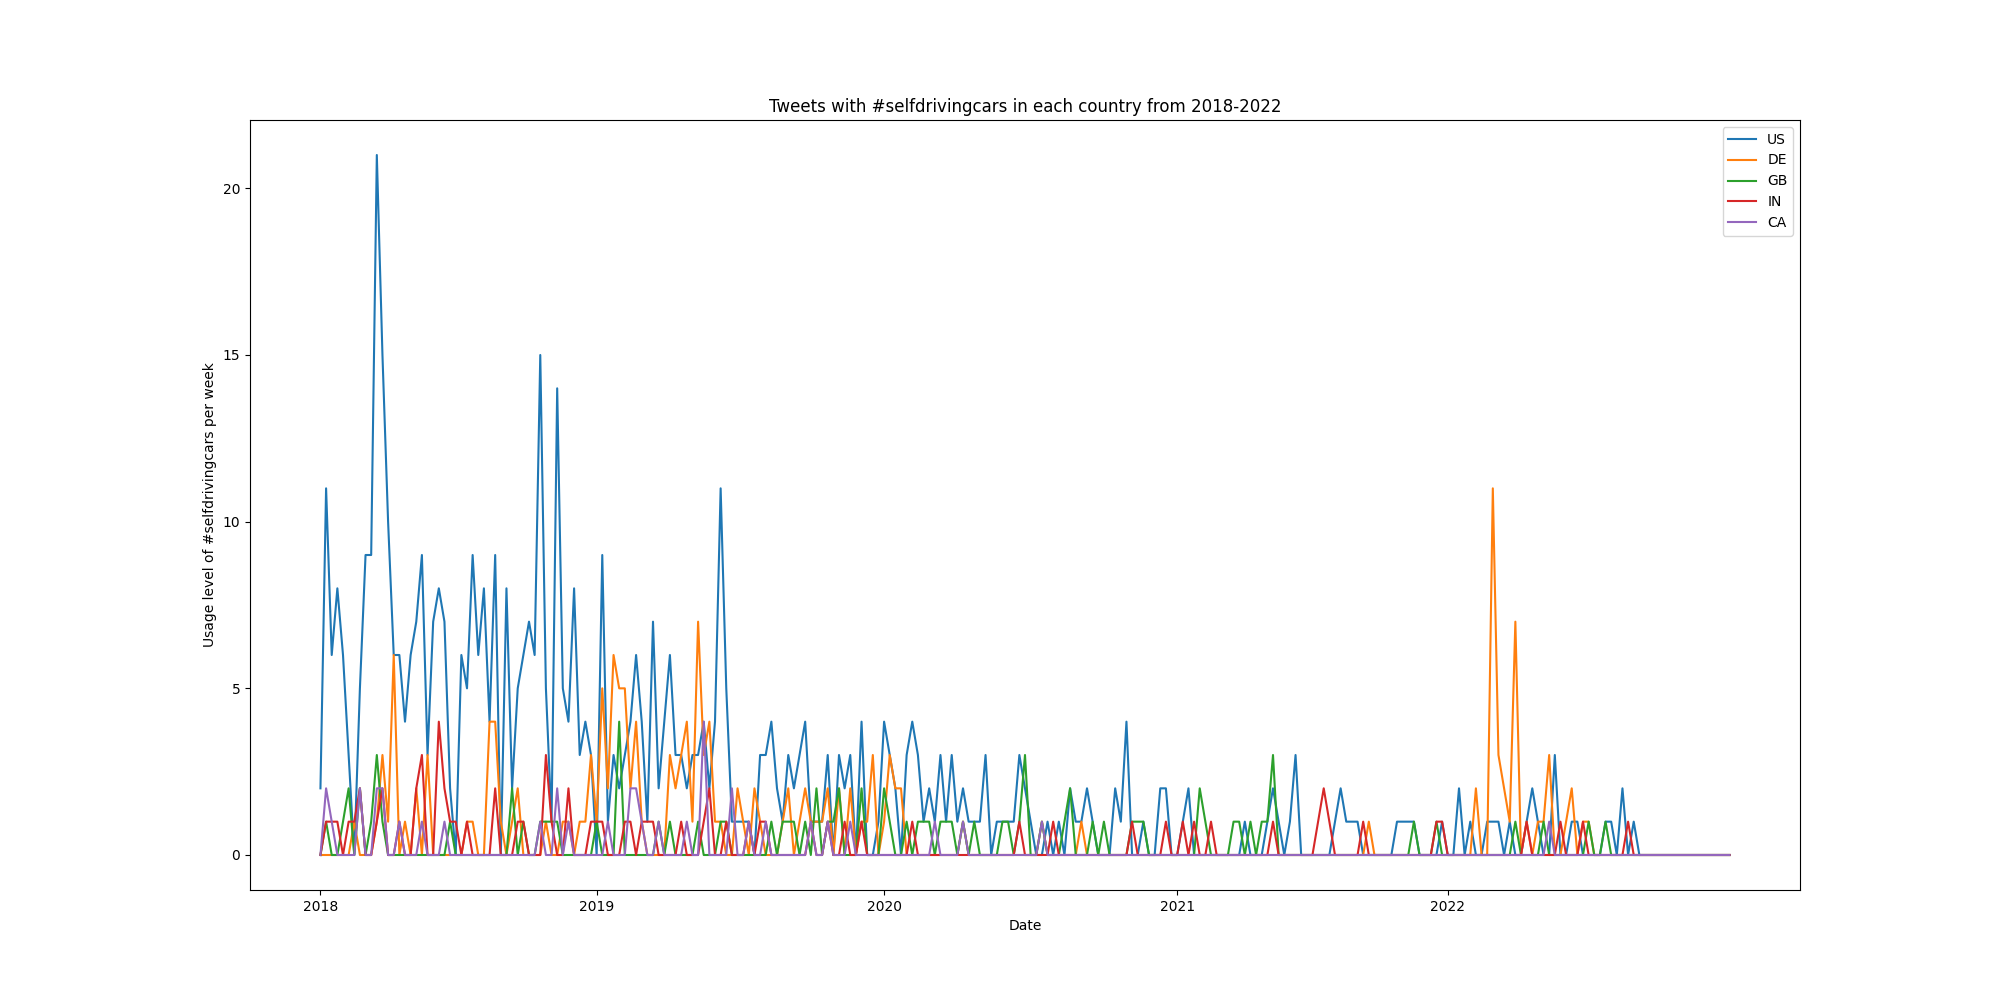 Tweets with #selfdrivingcars in each country from 2018-2022
US
DE
GB
IN
CA
Usage level of #selfdrivingcars per week
20
15
10
5
0
2018
2019
2020
2021
2022
Date